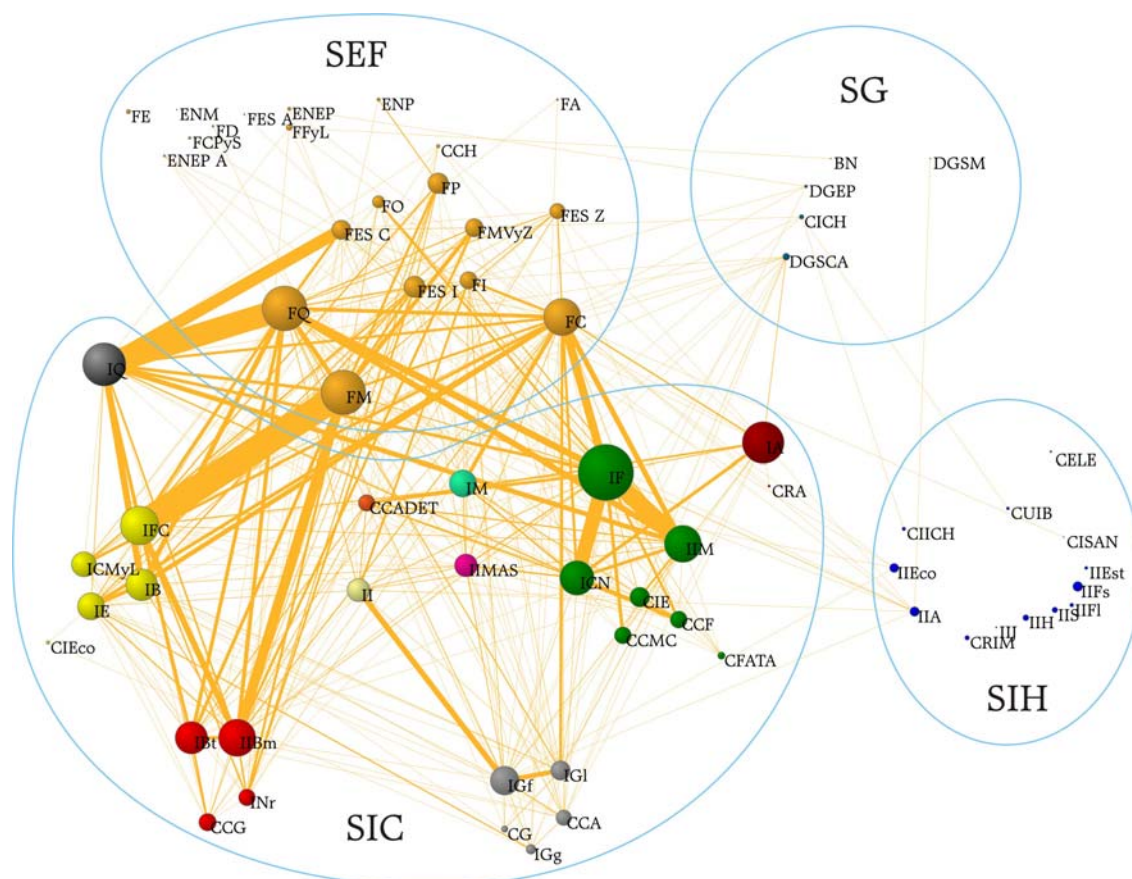 SEF
SG
FE
ENM
FES A
ENEP
ENP
FA
FD
FFyL
FCPyS
ENEP A
CCH
BN
DGSM
FP
DGEP
FO
FES Z
CICH
FES C
FMVyZ
DGSCA
FES I
FI
FQ
FC
IQ
FM
IA
CELE
IF
IM
CRA
CCADET
CUIB
IFC
CIICH
CISAN
IIM
ICMyL
IIMAS
IIEco
IIEst
IB
II
ICN
IIFs
IE
CIE
IIFl
IIS
IIA
CCF
IIH
CCMC
IIJ
CRIM
CIEco
CFATA
SIH
IBt
IIBm
IGf
IGl
INr
SIC
CCG
CG
CCA
IGg